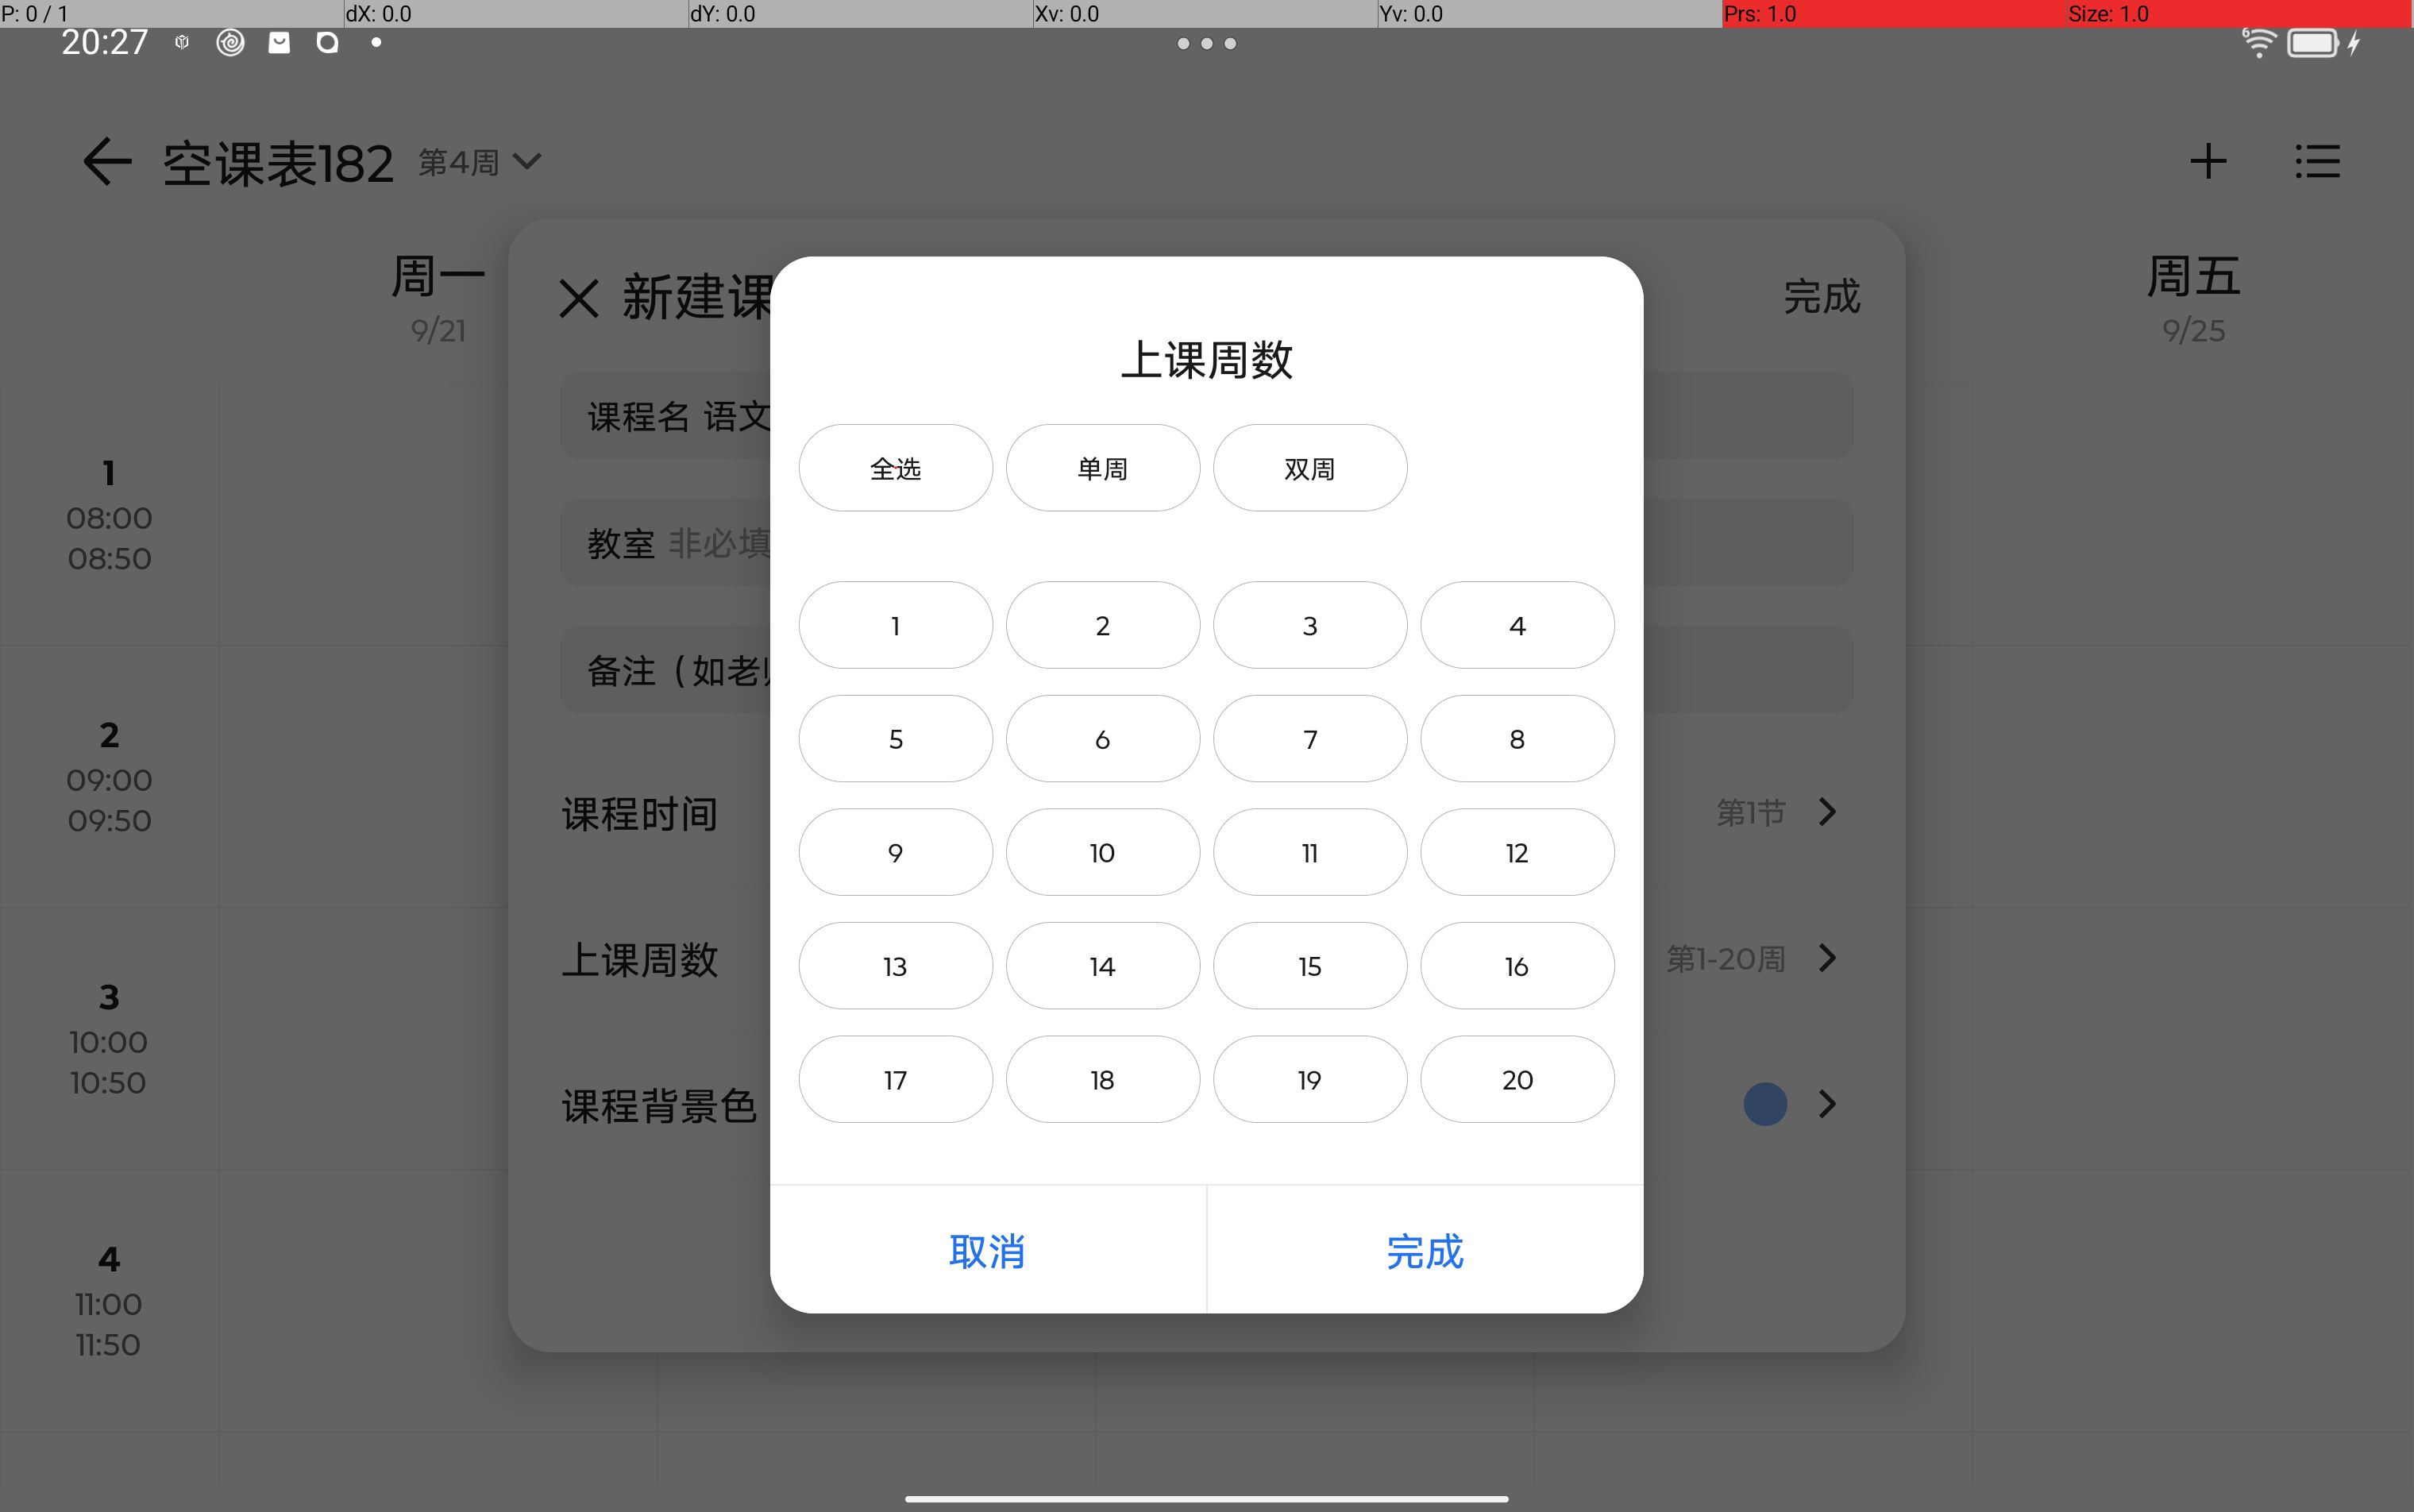 P: 0 / 1 dX: 0.0 dY: 0.0 Xv: 0.0 Yv: 0.0 Prs: 1.0 Size: 1.0
20:27 6
空课表182 第4周
周一 周五
9/21 9/25
新建课 完成
上课周数
课程名 语文
全选 单周 双周
教室 非必填
1 2 3 4
备注（如老
5 6 7 8
课程时间 第1节
9 10 11 12
上课周数 第1-20周
13 14 15 16
17 18 19 20
课程背景色
取消 完成
1
08:00
08:50
2
09:00
09:50
3
10:00
10:50
4
11:00
11:50